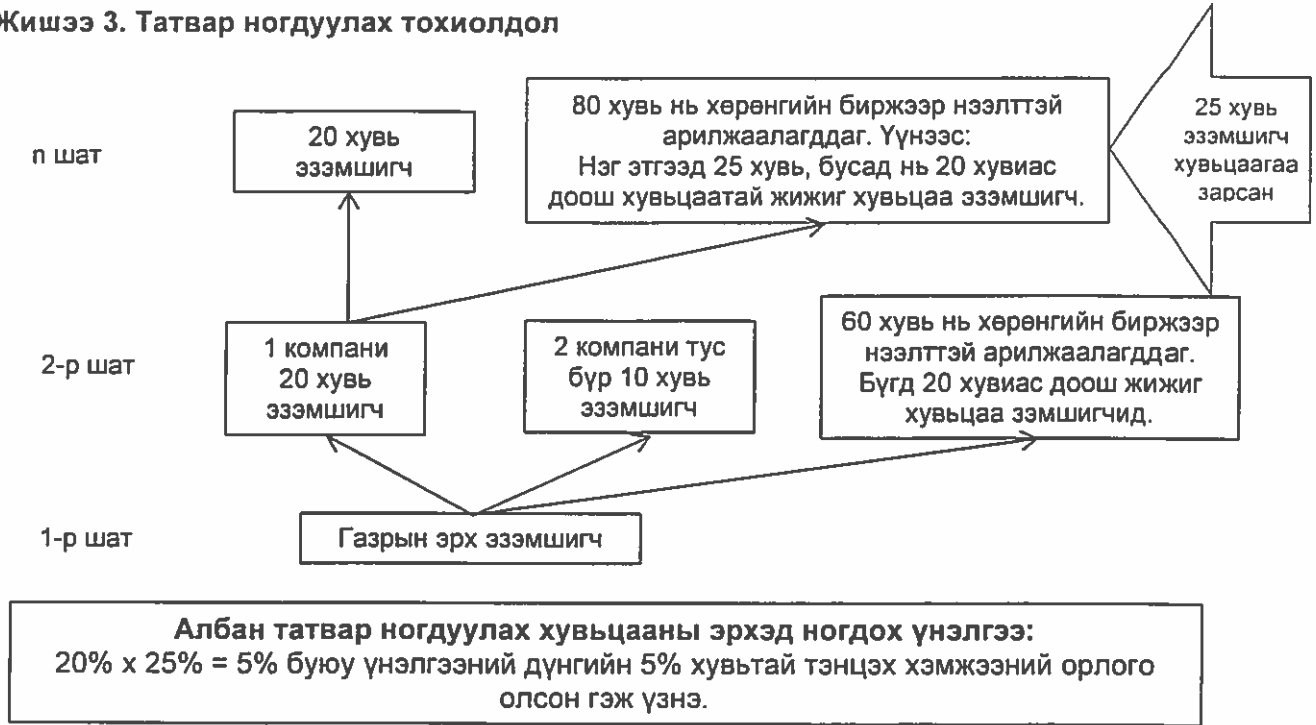 Жишээ 3. Татвар ногдуулах тохиолдол
n шат
20 хувь
эзэмшигч
80 хувь нь хөрөнгийн биржээр нээлттэй
арилжаалагддаг. Үүнээс:
Нэг этгээд 25 хувь, бусад нь 20 хувиас
доош хувьцаатай жижиг хувьцаа эзэмшигч.
25 хувь
эзэмшигч
хувьцаагаа
зарсан
2-р шат
1 компани
20 хувь
эзэмшигч
2 компани тус
бүр 10 хувь
эзэмшигч
60 хувь нь хөрөнгийн биржээр
нээлттэй арилжаалагддаг.
Бүгд 20 хувиас доош жижиг
хувьцаа зэмшигчид.
1-р шат
Газрын эрх эзэмшигч
Албан татвар ногдуулах хувьцааны эрхэд ногдох үнэлгээ:
20% x 25% = 5% буюу үнэлгээний дүнгийн 5% хувьтай тэнцэх хэмжээний орлого
олсон гэж үзнэ.